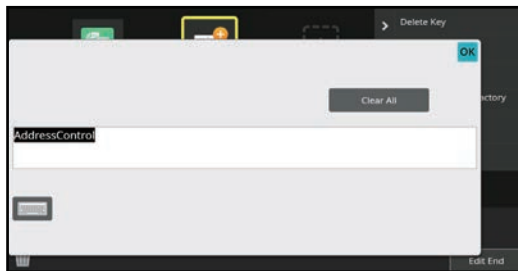 Delete Key
OK
Clear All
actory
AddressControl
Edit End